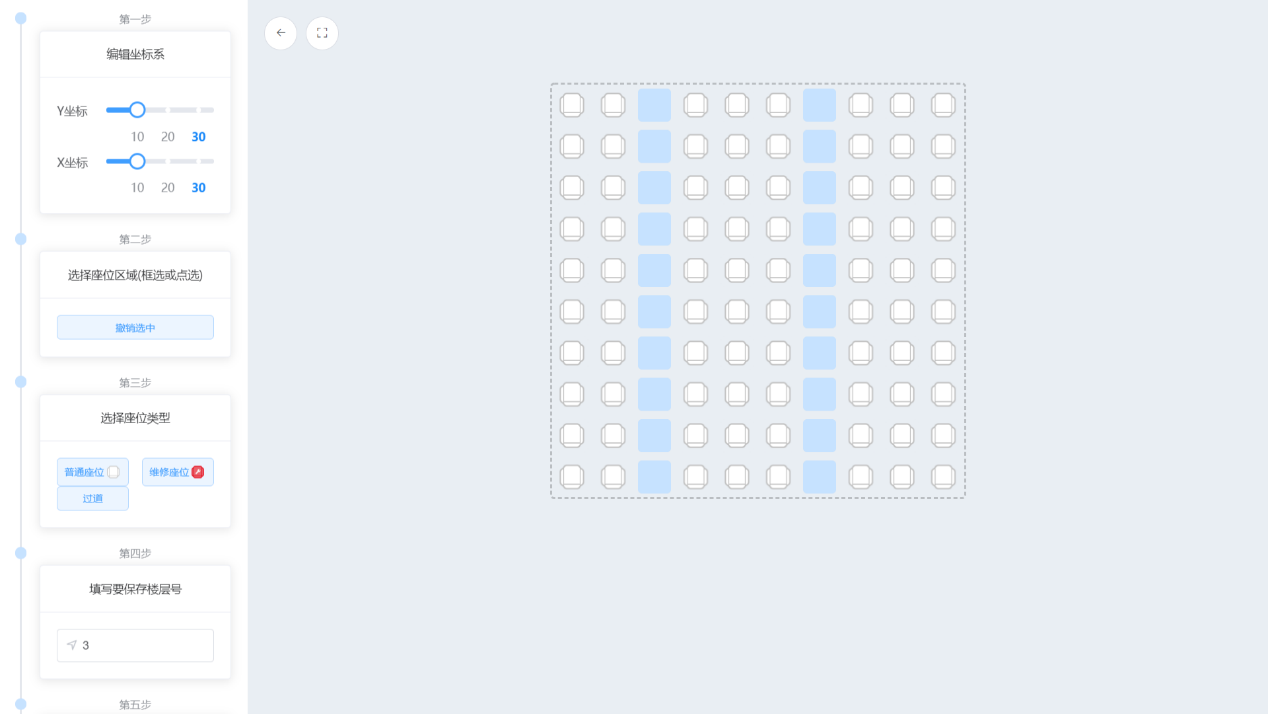 第一步
编辑坐标系
Y坐标
10 20 30
X坐标
10 20 30
第二步
选择座位区域(框选或点选)
撤销选中
第三步
选择座位类型
普通座位 维修座位
过道
第四步
填写要保存楼层号
3
第五步